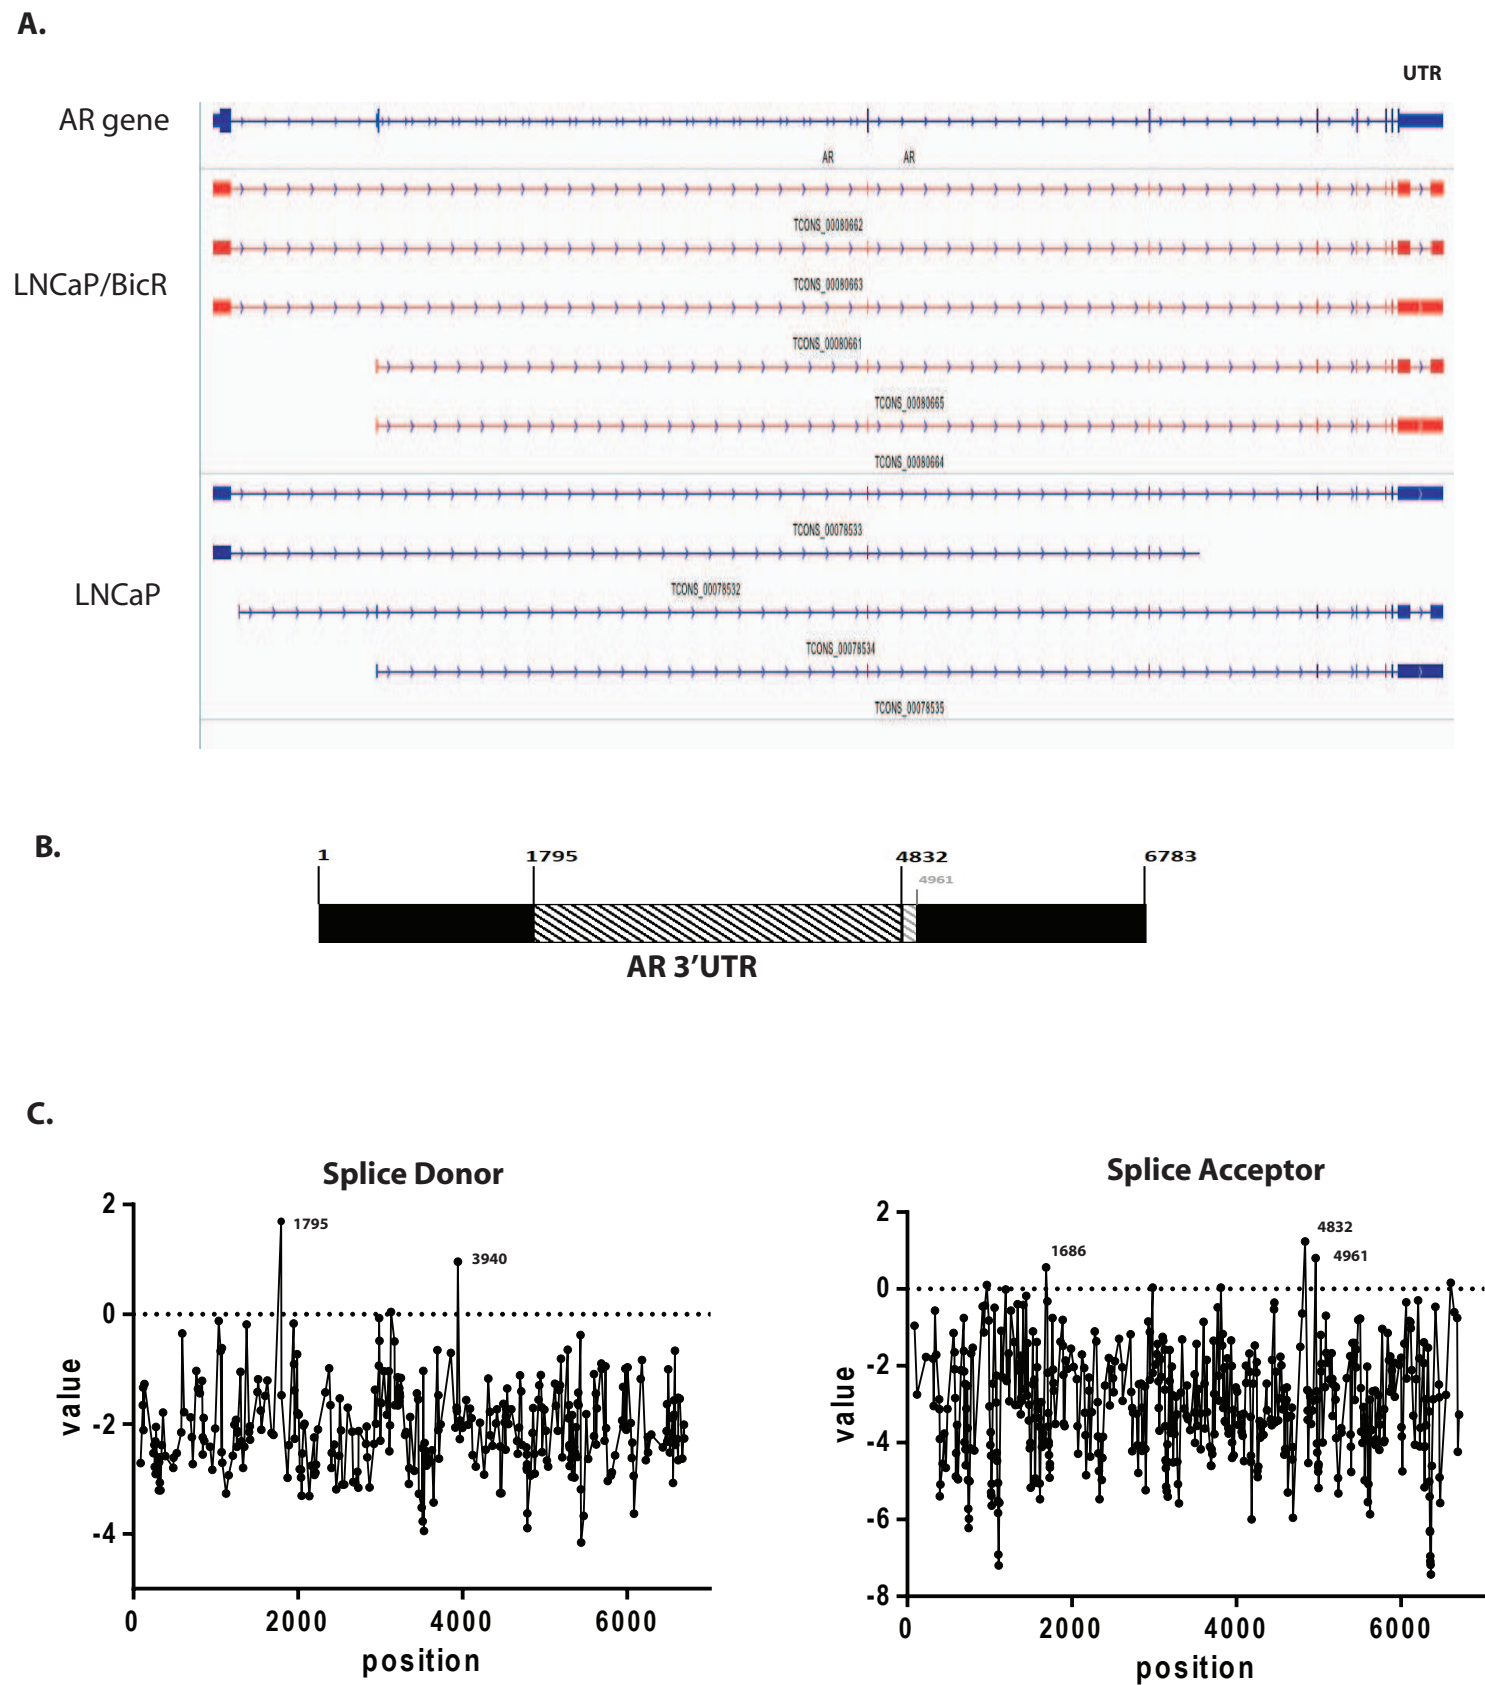 A.
UTR
AR gene
AR AR
TCONS_00080662
TCONS_00080663
LNCaP/BicR
TCONS_00080661
TCONS_00080665
TCONS_00080664
TCONS_00078533
TCONS_00078532
LNCaP
TCONS_00078534
TCONS_00078535
B.
1 1795 4832 6783
4961
AR 3'UTR
C.
Splice Donor
2
0
-2
-4
value
1795
3940
0 2000 4000 6000
position
Splice Acceptor
2
0
-2
-4
-6
-8
value
1686
4832
4961
0 2000 4000 6000
position